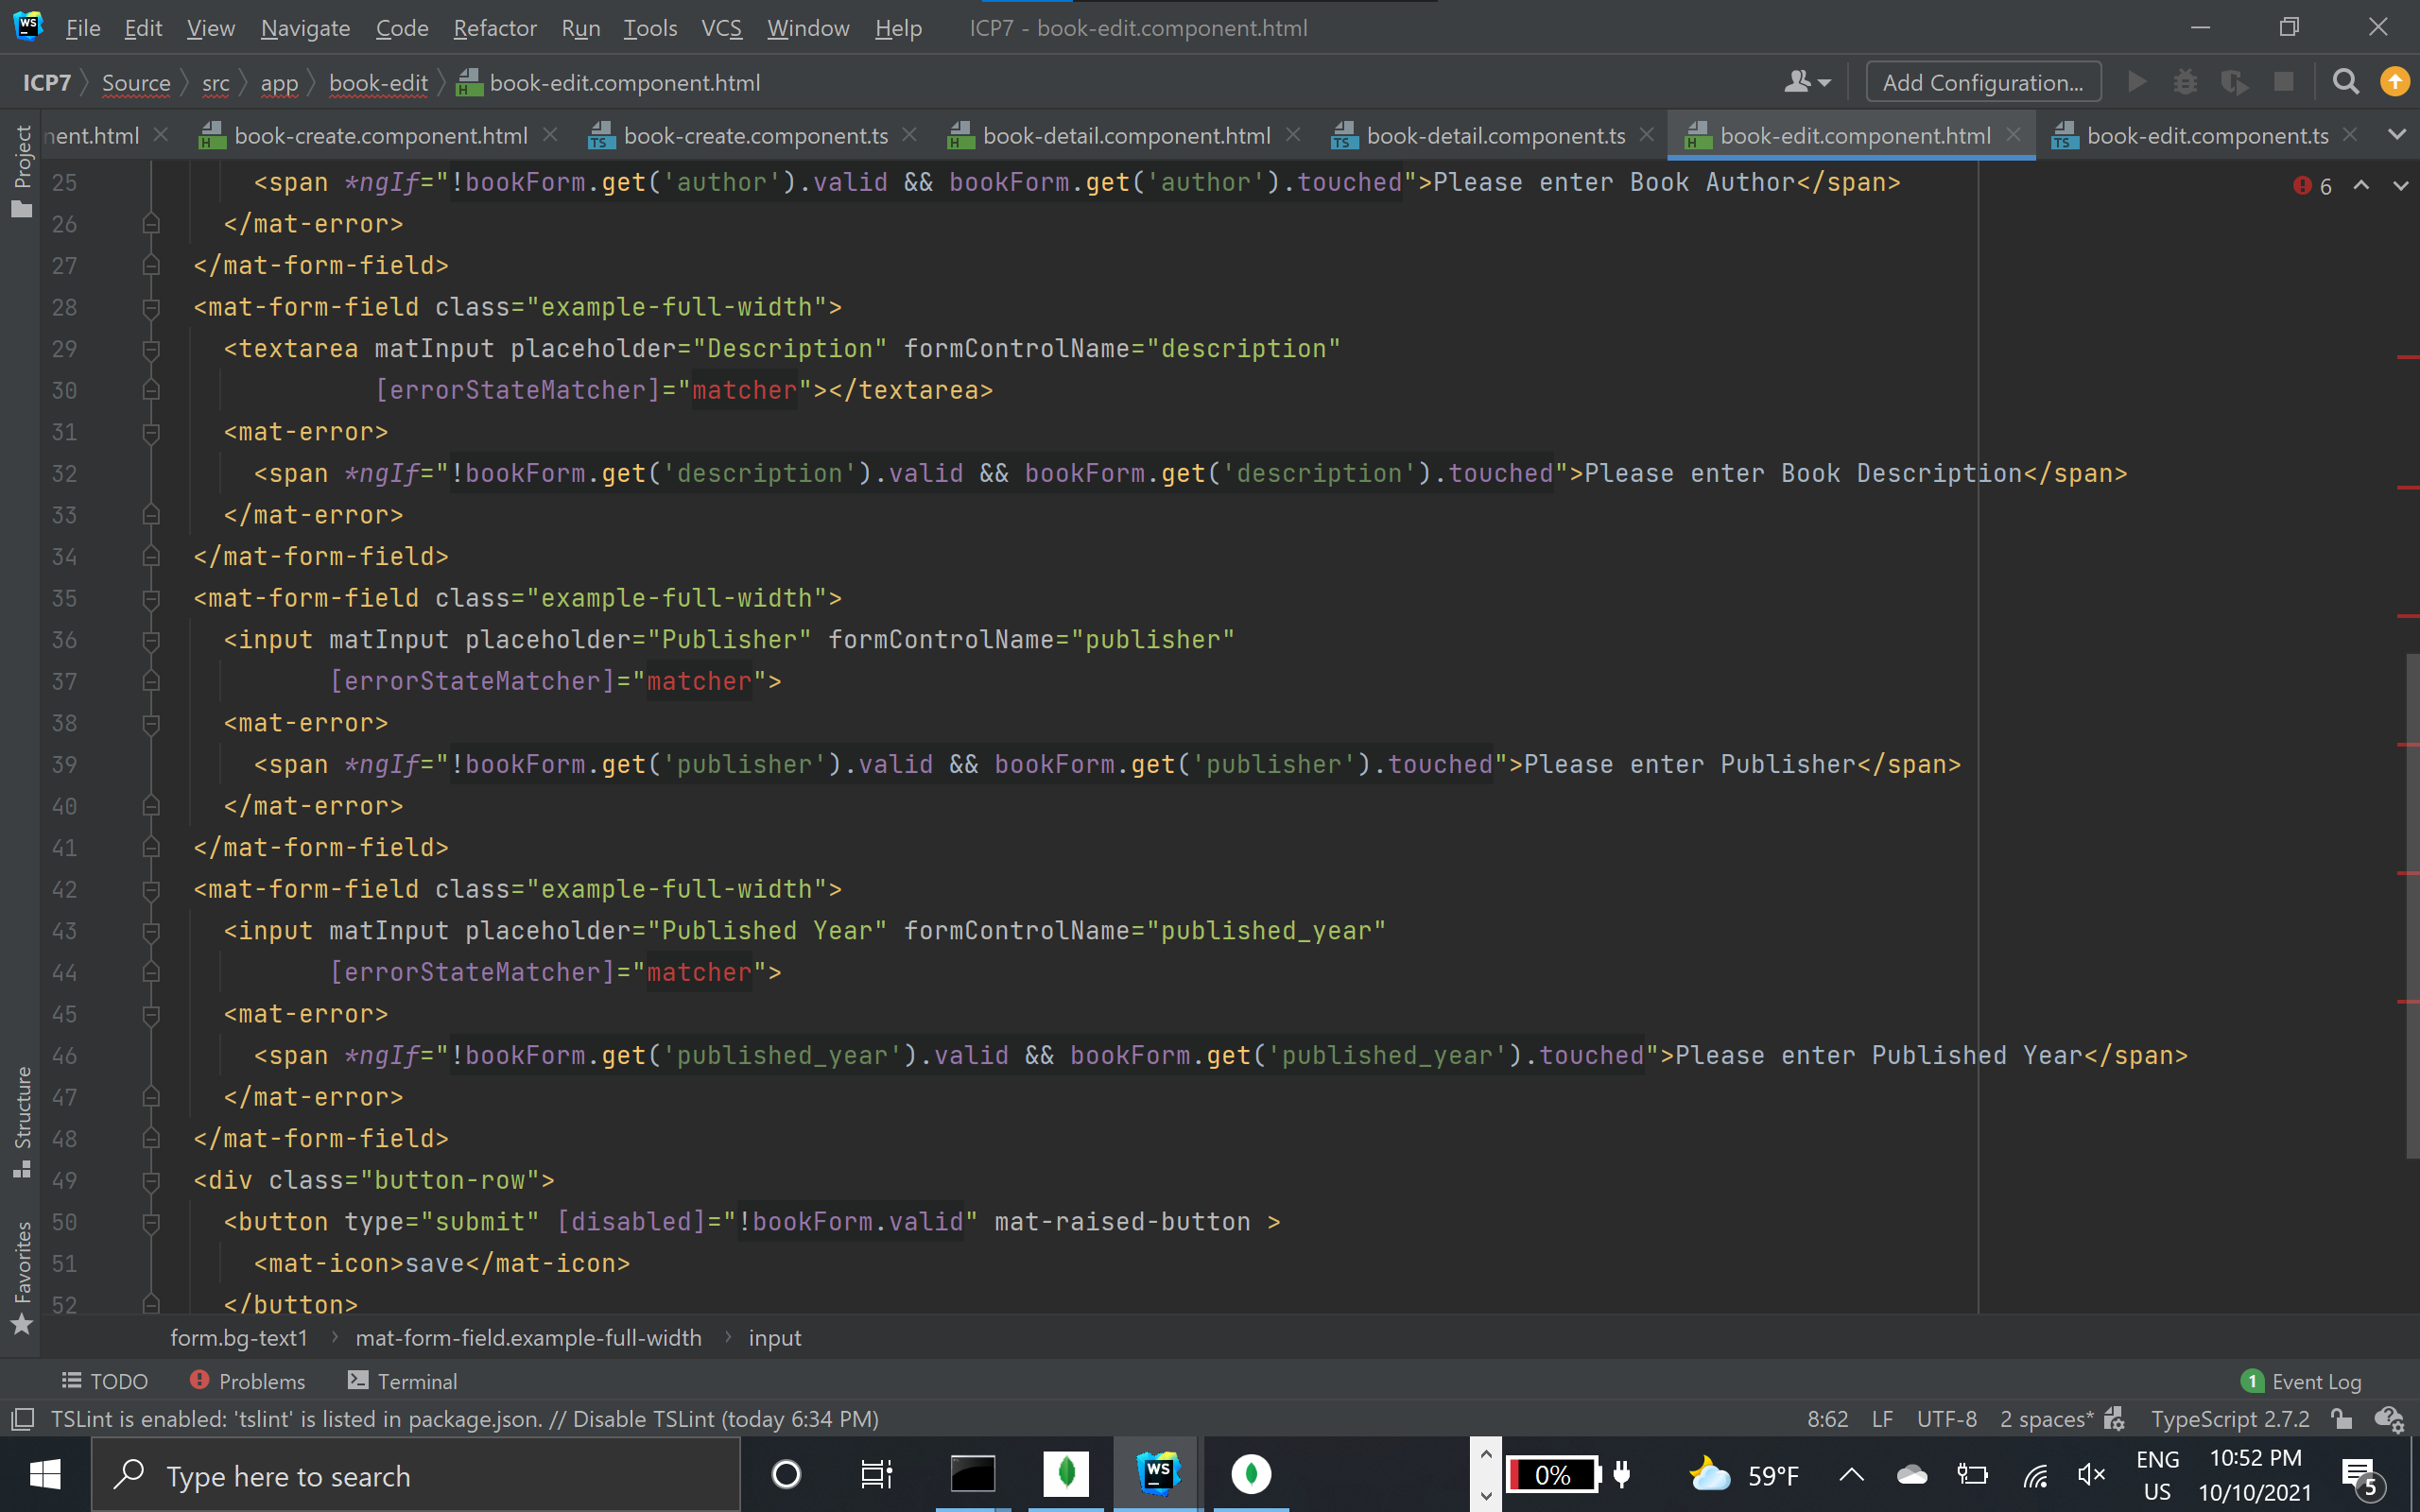 WS File Edit View Navigate Code Refactor Run Tools VCS Window Help ICP7 - book-edit.component.html
ICP7 Source src app book-edit H book-edit.component.html Add Configuration...
nent.html H book-create.component.html TS book-create.component.ts H book-detail.component.html TS book-detail.component.ts H book-edit.component.html TS book-edit.component.ts
Project
6
25 <span *ngIf="!bookForm.get('author').valid && bookForm.get('author').touched">Please enter Book Author</span>
26 </mat-error>
27 </mat-form-field>
28 <mat-form-field class="example-full-width">
29 <textarea matInput placeholder="Description" formControlName="description"
30 [errorStateMatcher]="matcher"></textarea>
31 <mat-error>
32 <span *ngIf="!bookForm.get('description').valid && bookForm.get('description').touched">Please enter Book Description</span>
33 </mat-error>
34 </mat-form-field>
35 <mat-form-field class="example-full-width">
36 <input matInput placeholder="Publisher" formControlName="publisher"
37 [errorStateMatcher]="matcher">
38 <mat-error>
39 <span *ngIf="!bookForm.get('publisher').valid && bookForm.get('publisher').touched">Please enter Publisher</span>
40 </mat-error>
41 </mat-form-field>
42 <mat-form-field class="example-full-width">
43 <input matInput placeholder="Published Year" formControlName="published_year"
44 [errorStateMatcher]="matcher">
45 <mat-error>
46 <span *ngIf="!bookForm.get('published_year').valid && bookForm.get('published_year').touched">Please enter Published Year</span>
47 </mat-error>
48 </mat-form-field>
49 <div class="button-row">
50 <button type="submit" [disabled]="!bookForm.valid" mat-raised-button >
51 <mat-icon>save</mat-icon>
52 </button>
Structure
Favorites
form.bg-text1 mat-form-field.example-full-width input
TODO Problems Terminal 1 Event Log
TSLint is enabled: 'tslint' is listed in package.json. // Disable TSLint (today 6:34 PM) 8:62 LF UTF-8 2 spaces* TypeScript 2.7.2
Type here to search WS 0% 59°F ENG US 10:52 PM 10/10/2021 5